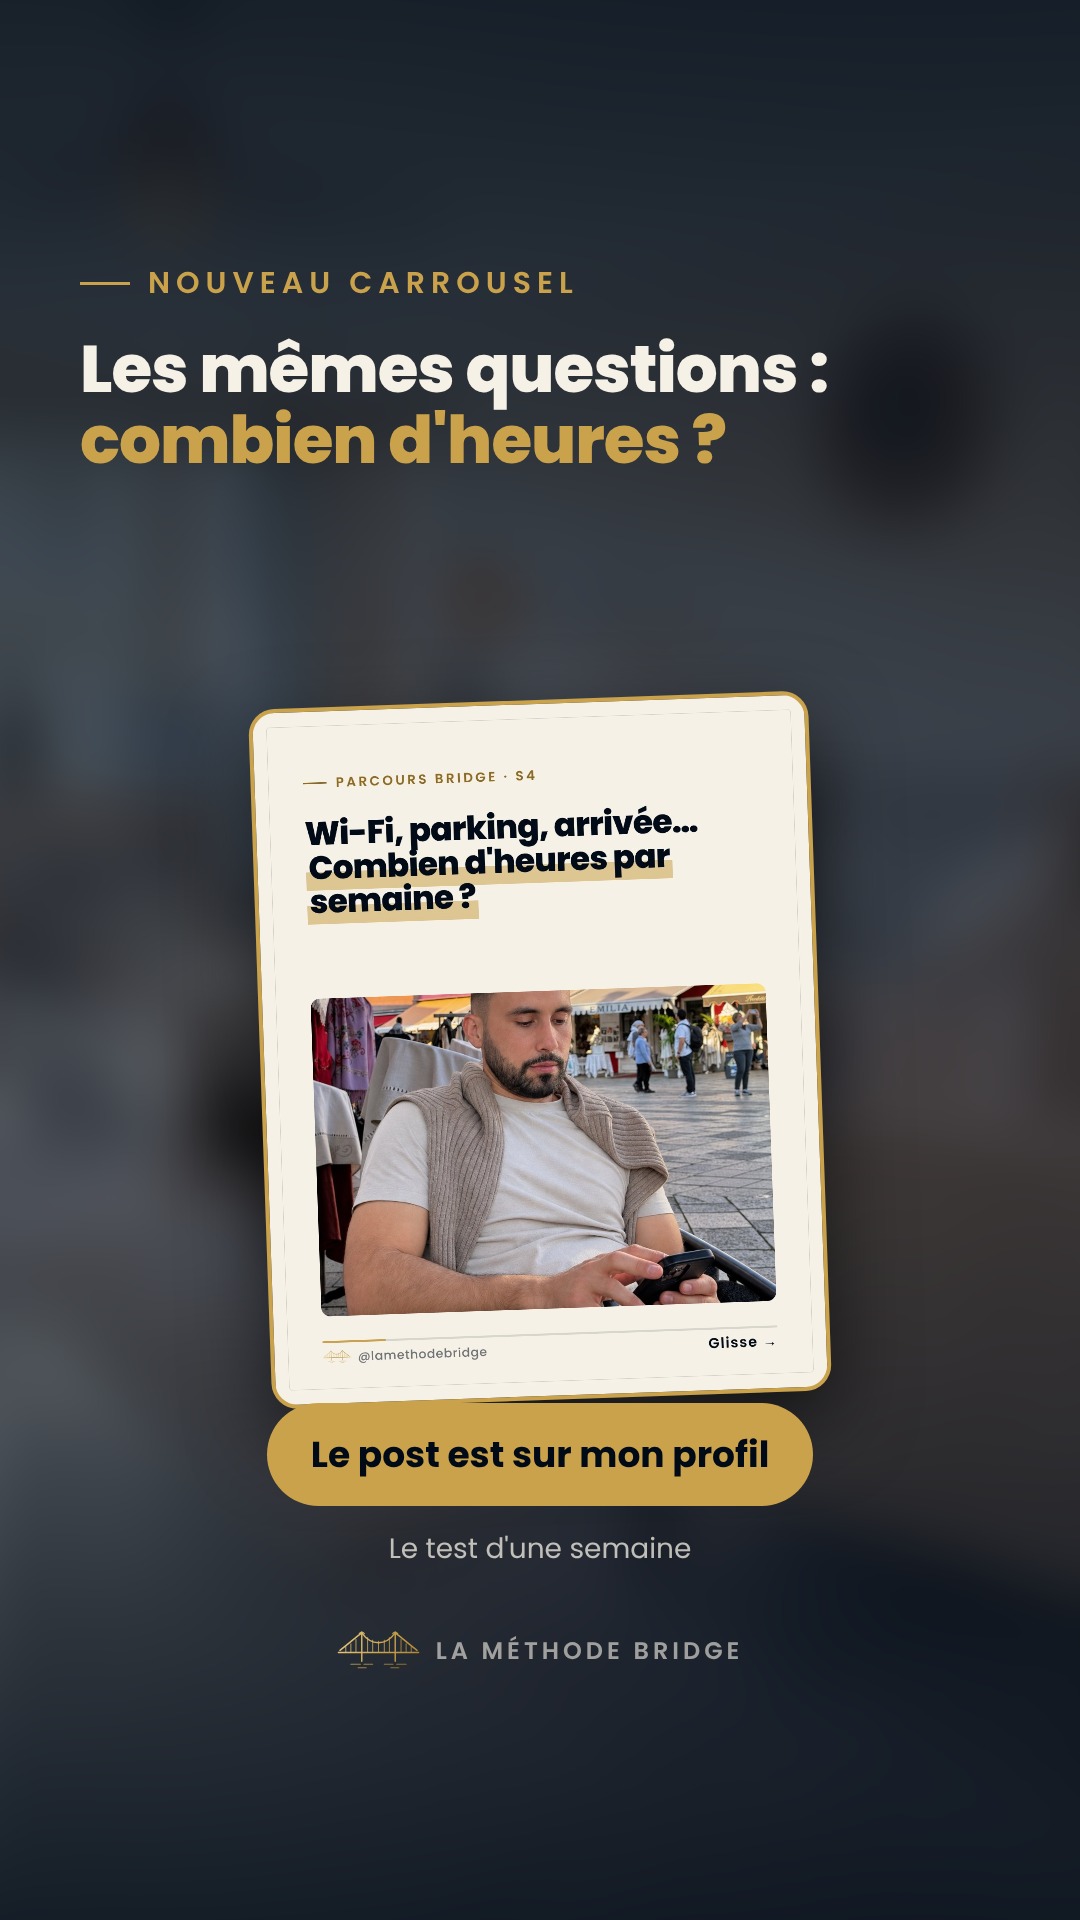 NOUVEAU CARROUSEL
Les mêmes questions :
combien d'heures ?
PARCOURS BRIDGE · S4
Wi-Fi, parking, arrivée...
Combien d'heures par
semaine ?
EMILIA
@lamethodebridge
Glisse →
Le post est sur mon profil
Le test d'une semaine
LA MÉTHODE BRIDGE